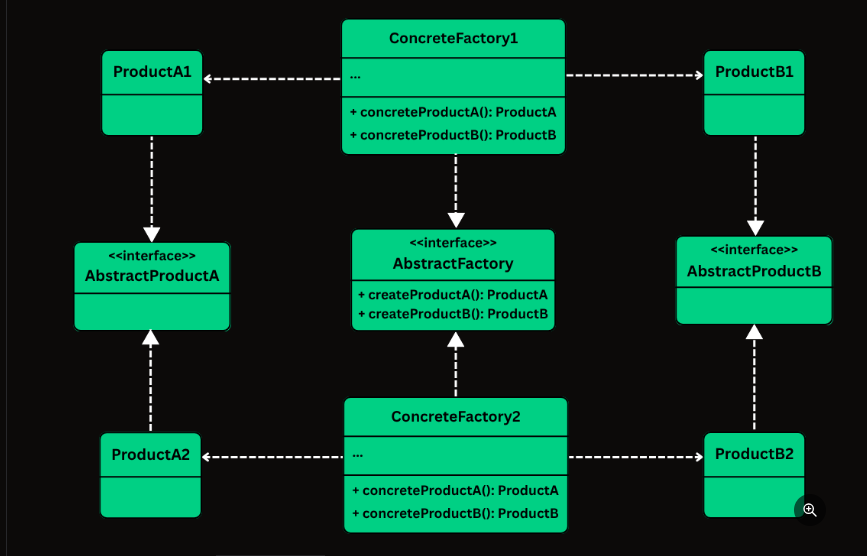 ConcreteFactory1
...
+ concreteProductA(): ProductA
+ concreteProductB(): ProductB
ProductA1
ProductB1
<<interface>>
AbstractProductA
<<interface>>
AbstractFactory
+ createProductA(): ProductA
+ createProductB(): ProductB
<<interface>>
AbstractProductB
ProductA2
ConcreteFactory2
...
+ concreteProductA(): ProductA
+ concreteProductB(): ProductB
ProductB2